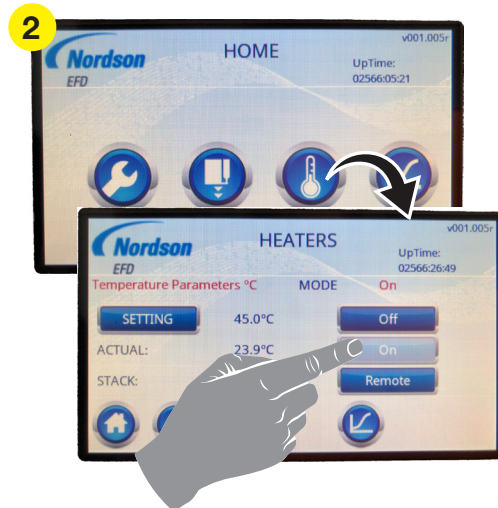 2
Nordson
EFD
HOME
v001.005r
UpTime:
02566:05:21
Nordson
EFD
HEATERS
v001.005r
UpTime:
02566:26:49
Temperature Parameters °C MODE On
SETTING 45.0°C Off
ACTUAL: 23.9°C On
STACK: Remote